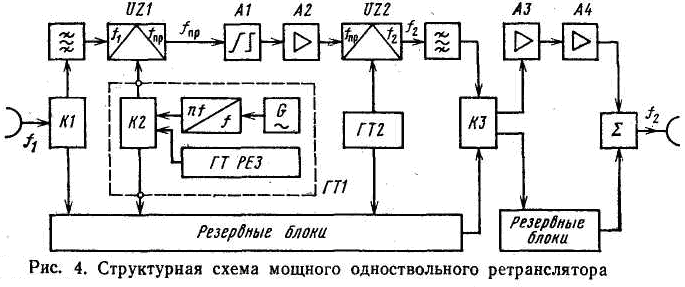 UZ1 A1 A2 UZ2 A3 A4
f₁ fпр fпр fпр f₂ f₂
f₁ K1 K2 nf f G ГТ2 K3 Σ f₂
ГТ РЕЗ
ГТ1
Резервные блоки
Резервные
блоки
Рис. 4. Структурная схема мощного одноствольного ретранслятора